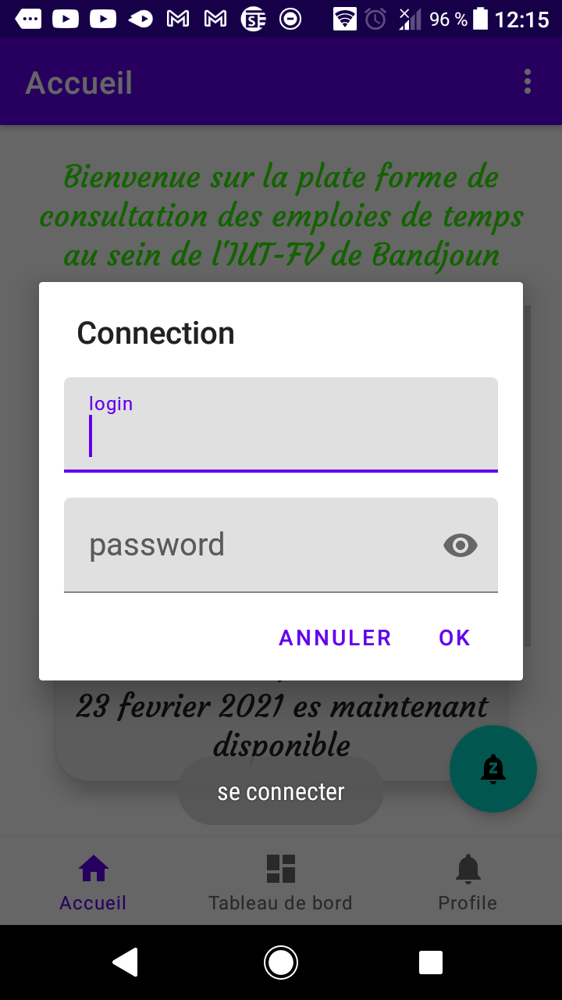 96 % 12:15
Accueil
Bienvenue sur la plate forme de
consultation des emploies de temps
au sein de l'IUT-FV de Bandjoun
Connection
login
password
ANNULER OK
23 fevrier 2021 es maintenant
disponible
se connecter
Accueil Tableau de bord Profile